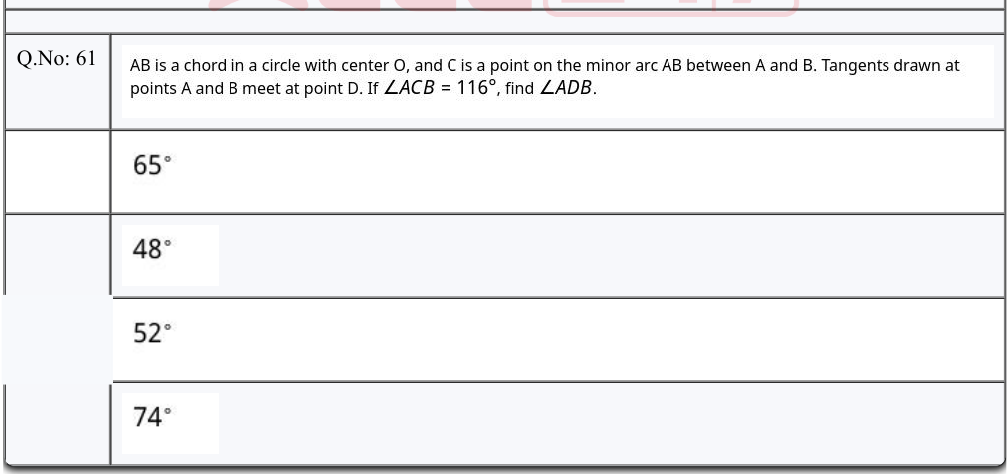 Q.No: 61
AB is a chord in a circle with center O, and C is a point on the minor arc AB between A and B. Tangents drawn at
points A and B meet at point D. If ∠ACB = 116°, find ∠ADB.
65°
48°
52°
74°